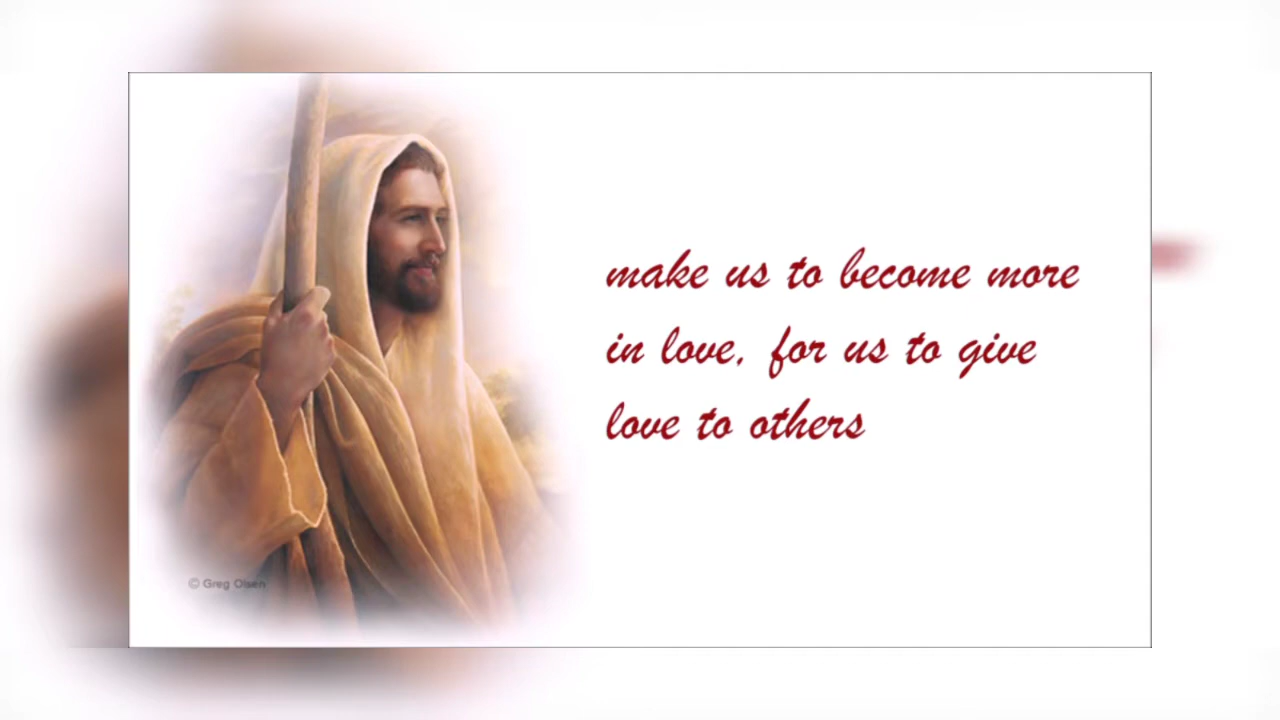 make us to become more
in love, for us to give
love to others
© Greg Olsen